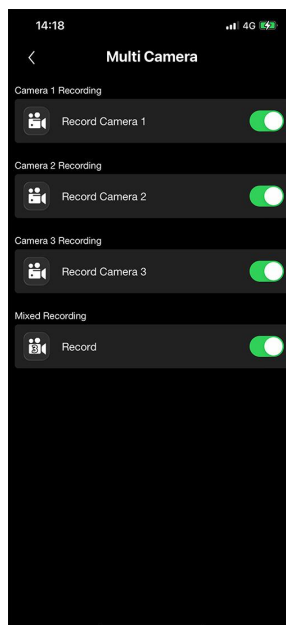 14:18
4G
Multi Camera
Camera 1 Recording
Record Camera 1
Camera 2 Recording
Record Camera 2
Camera 3 Recording
Record Camera 3
Mixed Recording
Record